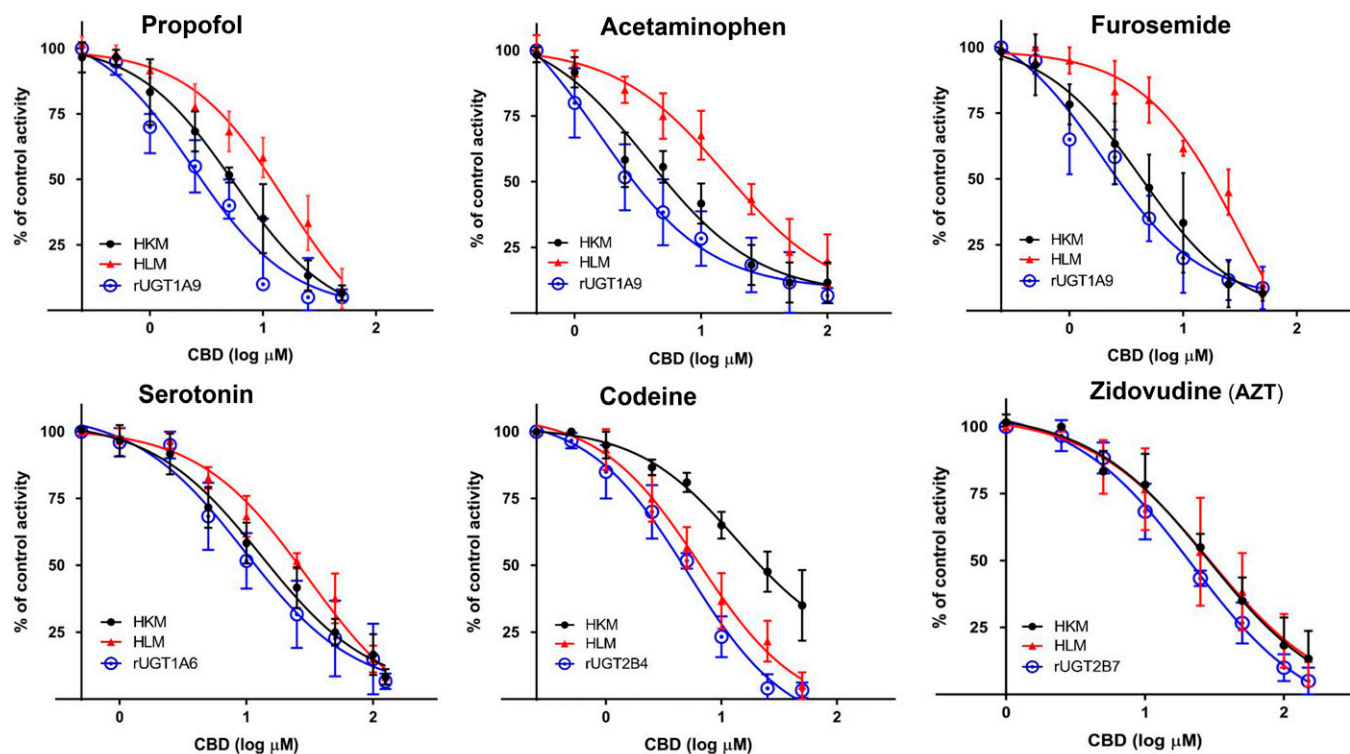 Propofol
% of control activity
100
75
50
25
HKM
HLM
rUGT1A9
0 1 2
CBD (log μM)
Acetaminophen
% of control activity
100
75
50
25
HKM
HLM
rUGT1A9
0 1 2
CBD (log μM)
Furosemide
% of control activity
100
75
50
25
HKM
HLM
rUGT1A9
0 1 2
CBD (log μM)
Serotonin
% of control activity
100
75
50
25
HKM
HLM
rUGT1A6
0 1 2
CBD (log μM)
Codeine
% of control activity
100
75
50
25
HKM
HLM
rUGT2B4
0 1 2
CBD (log μM)
Zidovudine (AZT)
% of control activity
100
75
50
25
HKM
HLM
rUGT2B7
0 1 2
CBD (log μM)